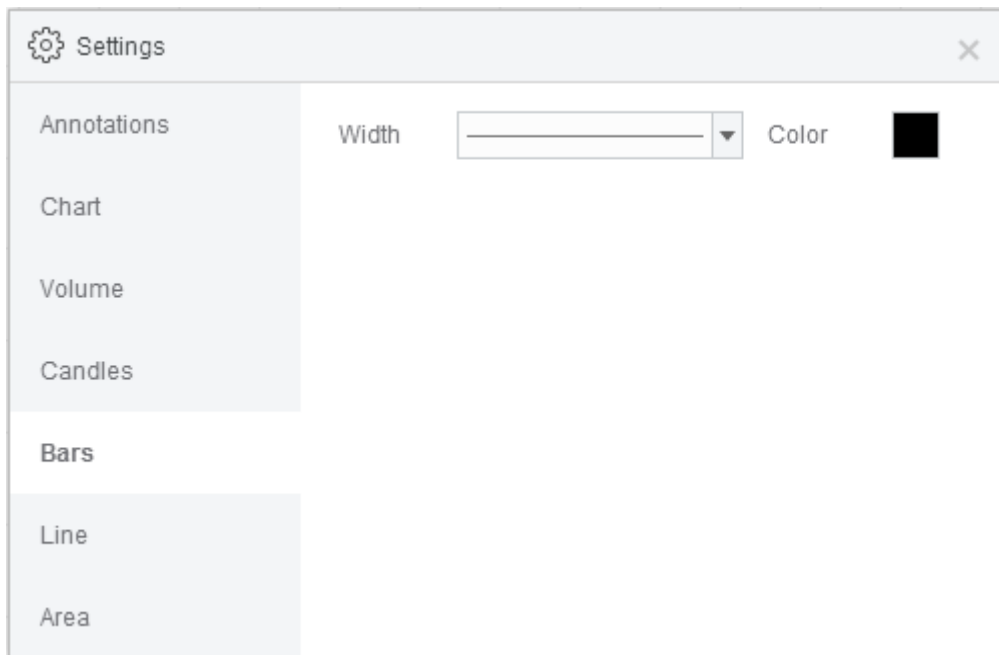 Settings
Annotations
Width Color
Chart
Volume
Candles
Bars
Line
Area